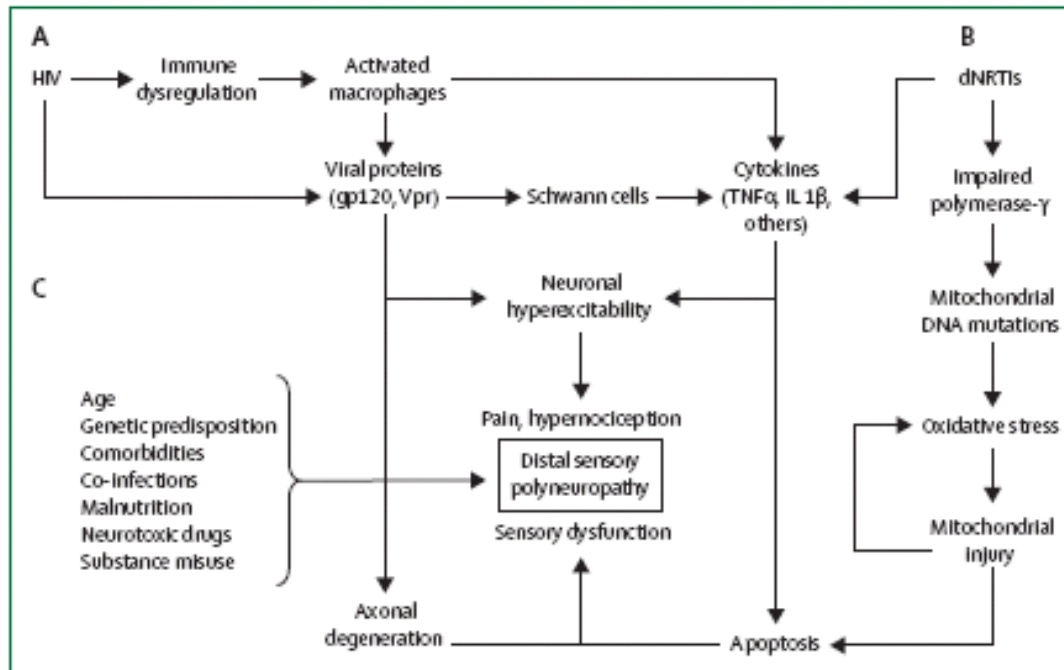 A
B
HIV
Immune
dysregulation
Activated
macrophages
dNRTIs
Viral proteins
(gp120, Vpr)
Schwann cells
Cytokines
(TNFα, IL 1β,
others)
Impaired
polymerase-γ
C
Neuronal
hyperexcitability
Mitochondrial
DNA mutations
Age
Genetic predisposition
Comorbidities
Co-infections
Malnutrition
Neurotoxic drugs
Substance misuse
Pain, hypernociception
Distal sensory
polyneuropathy
Sensory dysfunction
Oxidative stress
Mitochondrial
injury
Axonal
degeneration
Apoptosis